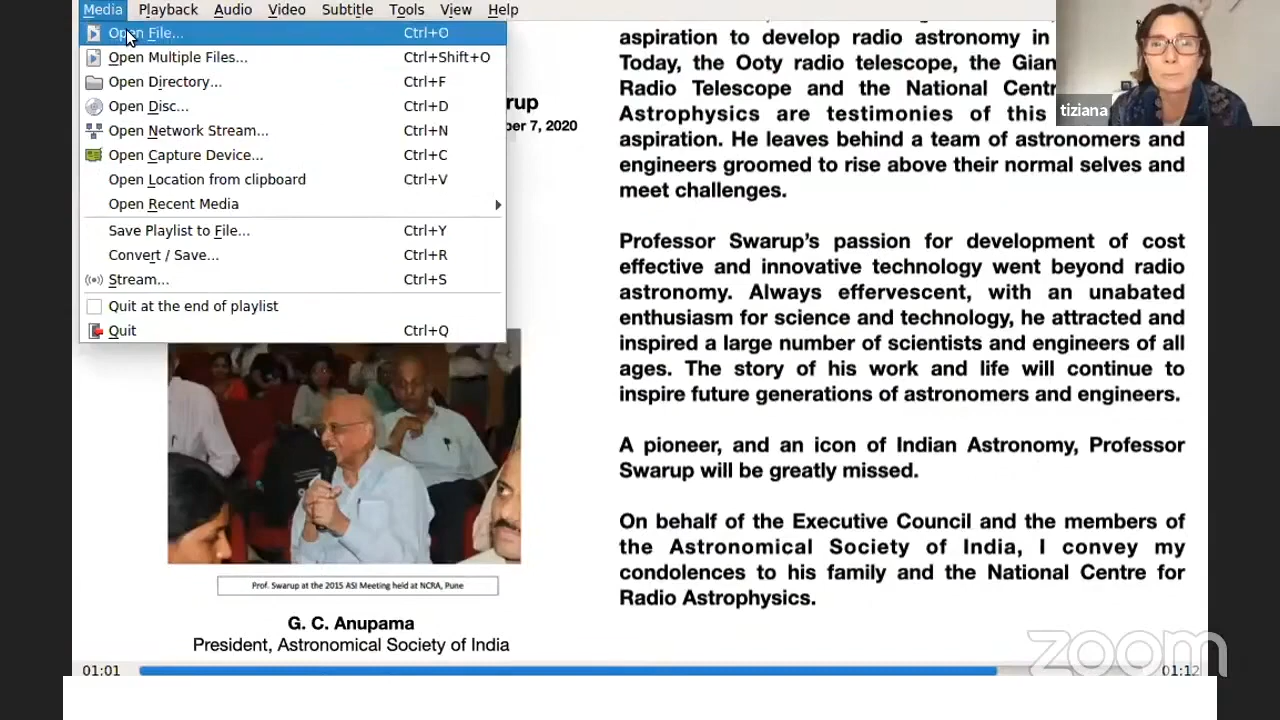 Media Playback Audio Video Subtitle Tools View Help
Open File... Ctrl+O
Open Multiple Files... Ctrl+Shift+O
Open Directory... Ctrl+F
Open Disc... Ctrl+D
Open Network Stream... Ctrl+N
Open Capture Device... Ctrl+C
Open Location from clipboard Ctrl+V
Open Recent Media
Save Playlist to File... Ctrl+Y
Convert / Save... Ctrl+R
Stream... Ctrl+S
Quit at the end of playlist
Quit Ctrl+Q
2020
Prof. Swarup at the 2015 ASI Meeting held at NCRA, Pune
G. C. Anupama
President, Astronomical Society of India
aspiration to develop radio astronomy in
Today, the Ooty radio telescope, the
Radio Telescope and the National
Astrophysics are testimonies of this
aspiration. He leaves behind a team of astronomers and
engineers groomed to rise above their normal selves and
meet challenges.
Professor Swarup's passion for development of cost
effective and innovative technology went beyond radio
astronomy. Always effervescent, with an unabated
enthusiasm for science and technology, he attracted and
inspired a large number of scientists and engineers of all
ages. The story of his work and life will continue to
inspire future generations of astronomers and engineers.
A pioneer, and an icon of Indian Astronomy, Professor
Swarup will be greatly missed.
On behalf of the Executive Council and the members of
the Astronomical Society of India, I convey my
condolences to his family and the National Centre for
Radio Astrophysics.
tiziana
zoom
01:01
01:12